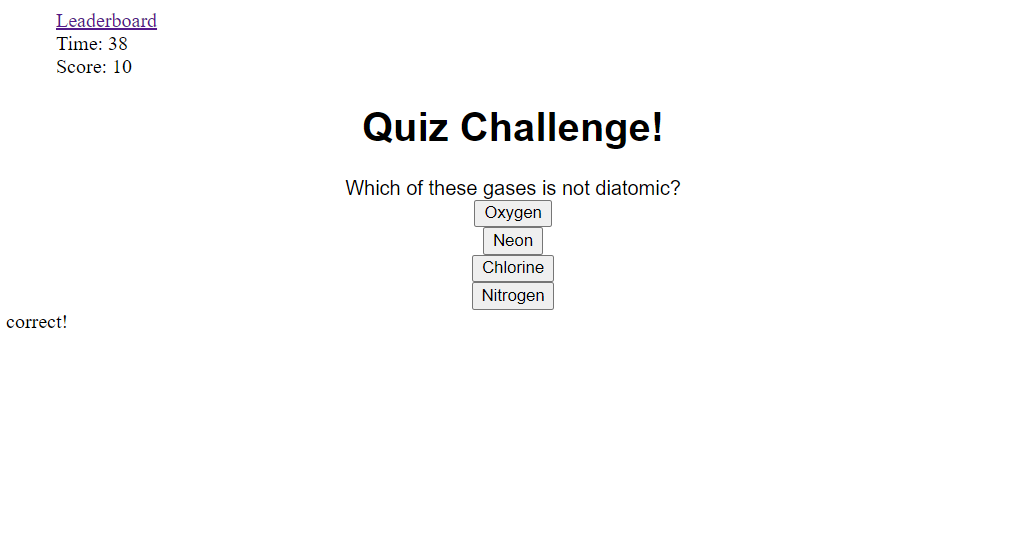 Leaderboard
Time: 38
Score: 10
Quiz Challenge!
Which of these gases is not diatomic?
Oxygen
Neon
Chlorine
Nitrogen
correct!